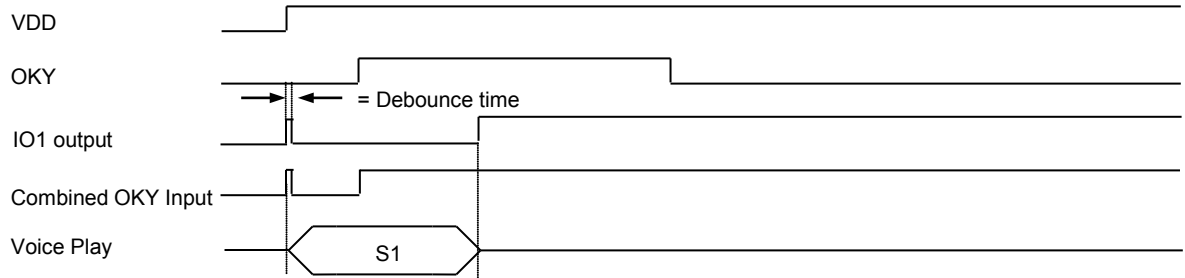 VDD
OKY
= Debounce time
IO1 output
Combined OKY Input
Voice Play
S1